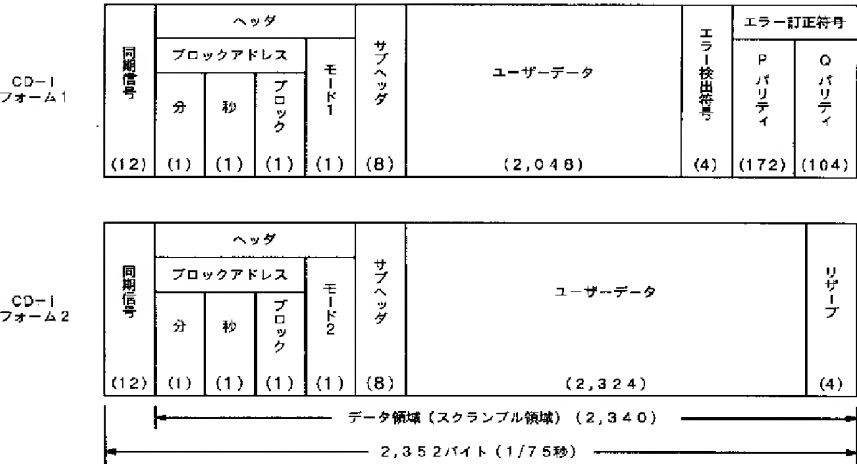 CD-I
フォーム1
同期信号
(12)
ヘッダ
ブロックアドレス
分
(1)
秒
(1)
ブロック
(1)
モード1
(1)
サブヘッダ
(8)
ユーザーデータ
(2,048)
エラー検出符号
(4)
エラー訂正符号
Pパリティ
(172)
Qパリティ
(104)
CD-I
フォーム2
同期信号
(12)
ヘッダ
ブロックアドレス
分
(1)
秒
(1)
ブロック
(1)
モード2
(1)
サブヘッダ
(8)
ユーザーデータ
(2,324)
リザーブ
(4)
データ領域(スクランブル領域)(2,340)
2,352バイト(1/75秒)